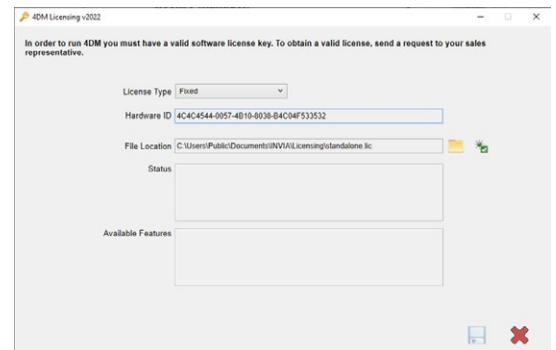 4DM Licensing v2022
In order to run 4DM you must have a valid software license key. To obtain a valid license, send a request to your sales
representative.
License Type Fixed
Hardware ID 4C4C4544-0057-4B10-8038-B4C04F533532
File Location C:\Users\Public\Documents\INVIA\Licensing\standalone.lic
Status
Available Features